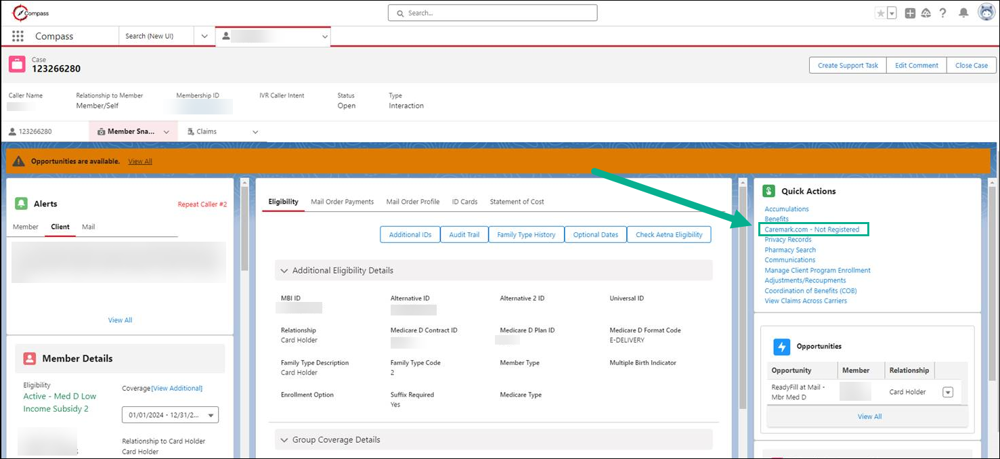 Compass
Search...
Compass
Search (New UI)
Case
123266280
Create Support Task
Edit Comment
Close Case
Caller Name
Relationship to Member
Member/Self
Membership ID
IVR Caller Intent
Status
Open
Type
Interaction
123266280
Member Sna...
Claims
Opportunities are available. View All
Alerts
Repeat Caller #2
Member
Client
Mail
View All
Member Details
Eligibility
Active - Med D Low
Income Subsidy 2
Coverage[View Additional]
01/01/2024 - 12/31/2...
Relationship to Card Holder
Card Holder
Eligibility
Mail Order Payments
Mail Order Profile
ID Cards
Statement of Cost
Additional IDs
Audit Trail
Family Type History
Optional Dates
Check Aetna Eligibility
Additional Eligibility Details
MBI ID
Alternative ID
Alternative 2 ID
Universal ID
Relationship
Card Holder
Medicare D Contract ID
Medicare D Plan ID
Medicare D Format Code
E-DELIVERY
Family Type Description
Card Holder
Family Type Code
2
Member Type
Multiple Birth Indicator
Enrollment Option
Suffix Required
Yes
Medicare Type
Group Coverage Details
Quick Actions
Accumulations
Benefits
Caremark.com - Not Registered
Privacy Records
Pharmacy Search
Communications
Manage Client Program Enrollment
Adjustments/Recoupments
Coordination of Benefits (COB)
View Claims Across Carriers
Opportunities
Opportunity
Member
Relationship
ReadyFill at Mail -
Mbr Med D
Card Holder
View All